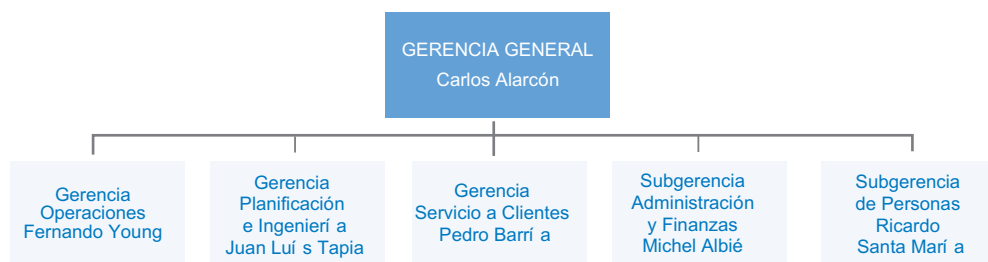 GERENCIA GENERAL
Carlos Alarcón
Gerencia
Operaciones
Fernando Young
Gerencia
Planificación
e Ingenierí a
Juan Luí s Tapia
Gerencia
Servicio a Clientes
Pedro Barrí a
Subgerencia
Administración
y Finanzas
Michel Albié
Subgerencia
de Personas
Ricardo
Santa Marí a